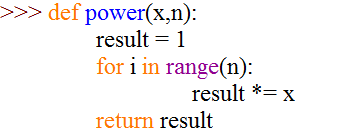 >>> def power(x,n):
result = 1
for i in range(n):
result *= x
return result